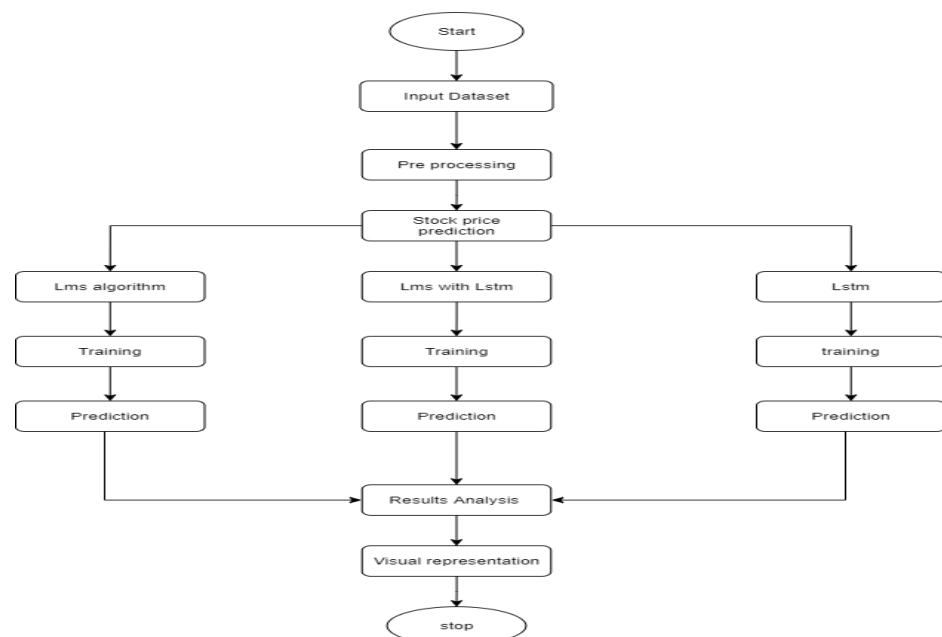 Start
Input Dataset
Pre processing
Stock price
prediction
Lms algorithm
Lms with Lstm
Lstm
Training
Training
training
Prediction
Prediction
Prediction
Results Analysis
Visual representation
stop